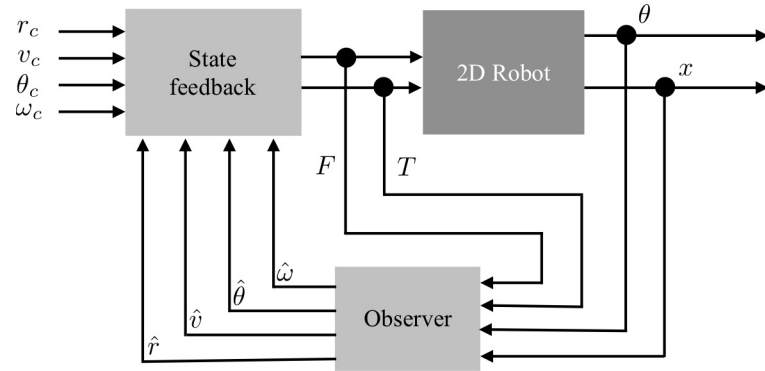 r_c
v_c
θ_c
ω_c
State
feedback
2D Robot
θ
x
F
T
ω̂
θ̂
v̂
r̂
Observer